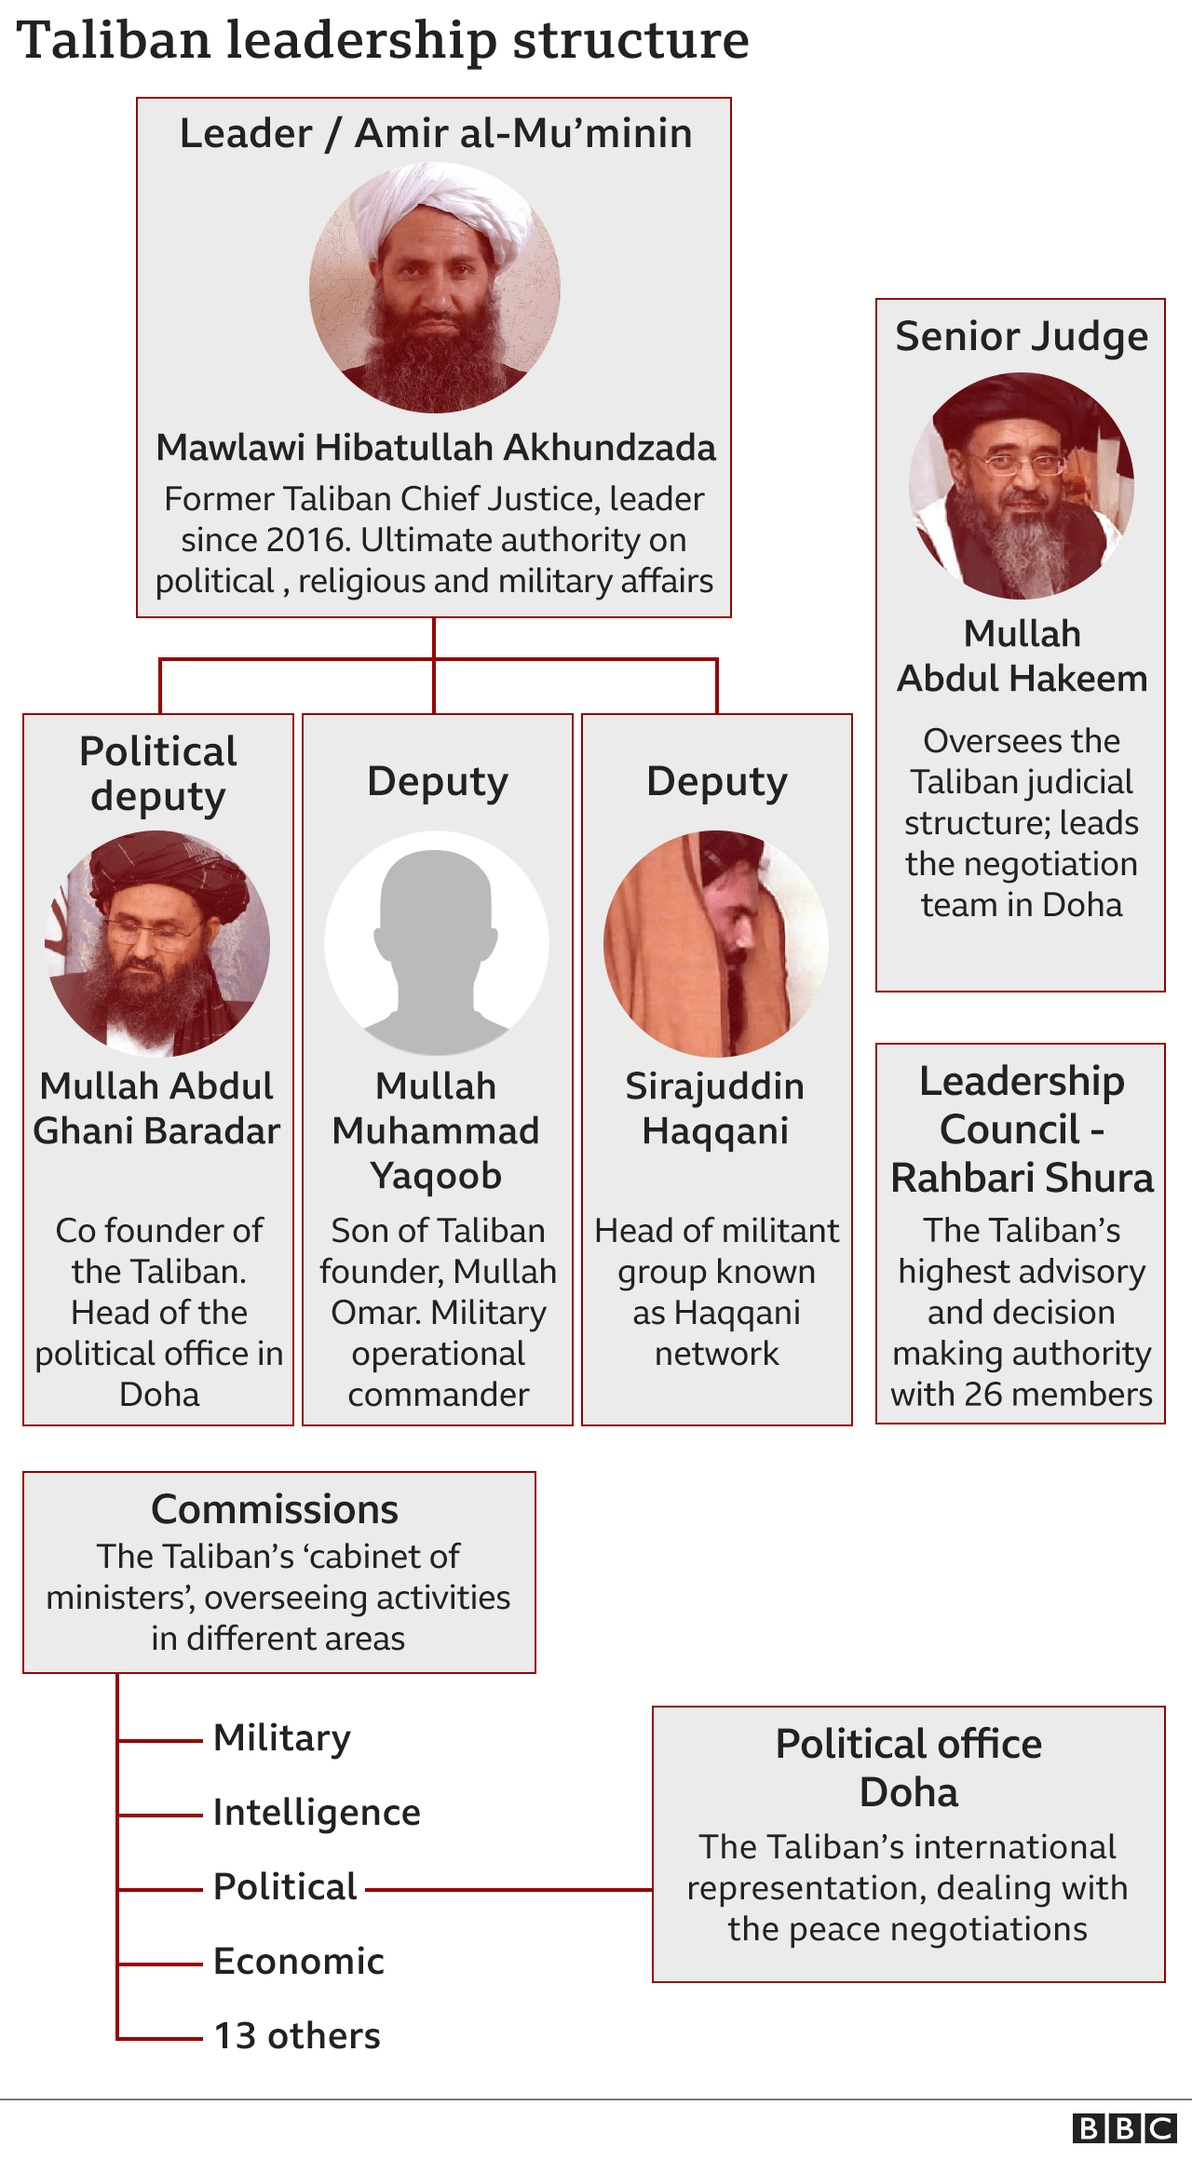 Taliban leadership structure
Leader / Amir al-Mu’minin
Mawlawi Hibatullah Akhundzada
Former Taliban Chief Justice, leader
since 2016. Ultimate authority on
political , religious and military affairs
Senior Judge
Mullah
Abdul Hakeem
Oversees the
Taliban judicial
structure; leads
the negotiation
team in Doha
Political
deputy
Mullah Abdul
Ghani Baradar
Co founder of
the Taliban.
Head of the
political office in
Doha
Deputy
Mullah
Muhammad
Yaqoob
Son of Taliban
founder, Mullah
Omar. Military
operational
commander
Deputy
Sirajuddin
Haqqani
Head of militant
group known
as Haqqani
network
Leadership
Council -
Rahbari Shura
The Taliban’s
highest advisory
and decision
making authority
with 26 members
Commissions
The Taliban’s ‘cabinet of
ministers’, overseeing activities
in different areas
Military
Intelligence
Political
Economic
13 others
Political office
Doha
The Taliban’s international
representation, dealing with
the peace negotiations
BBC